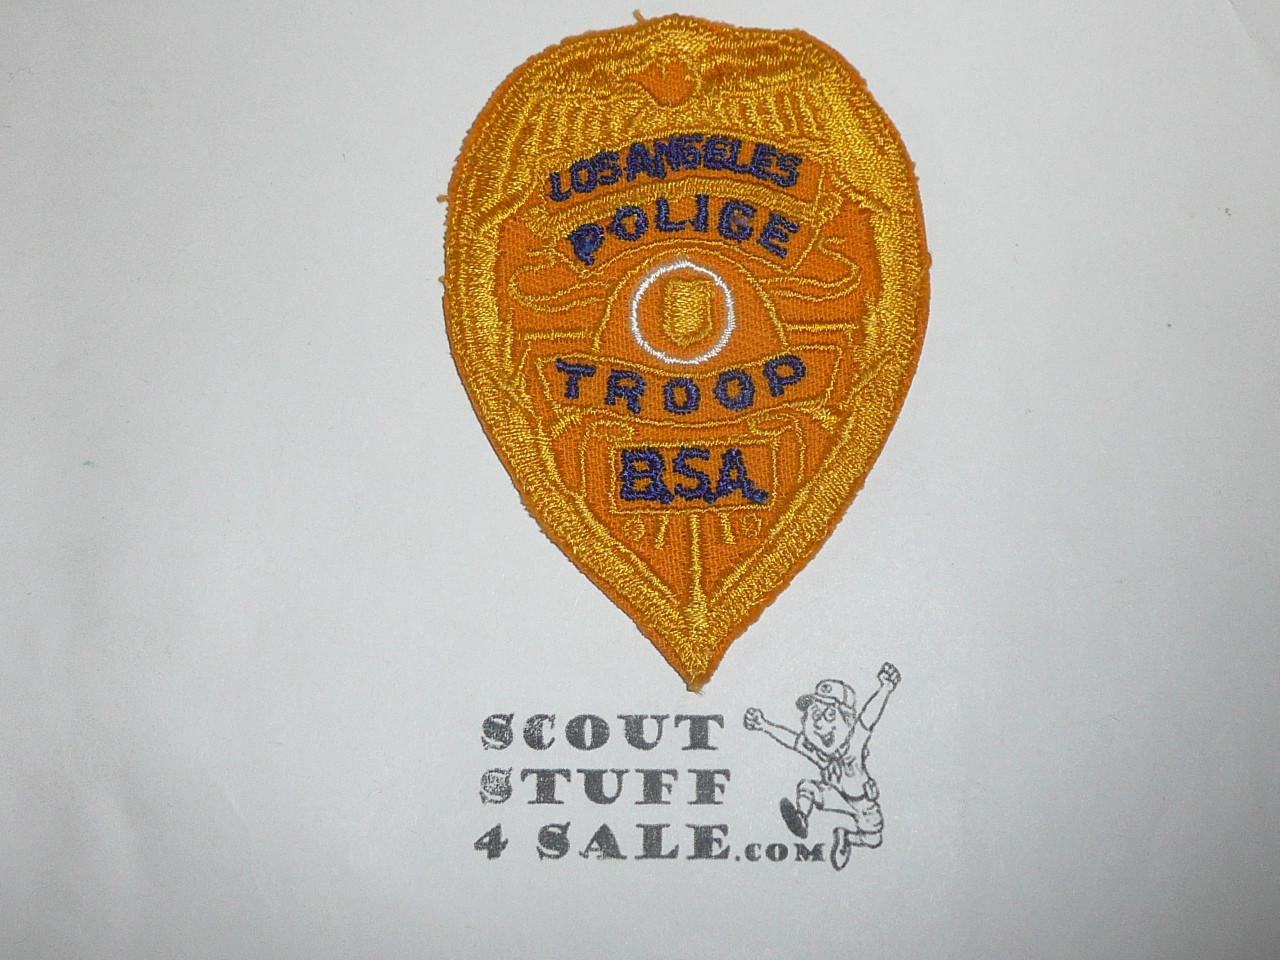 LOS ANGELES
POLICE
TROOP
B.S.A.
SCOUT
STUFF
4 SALE.COM